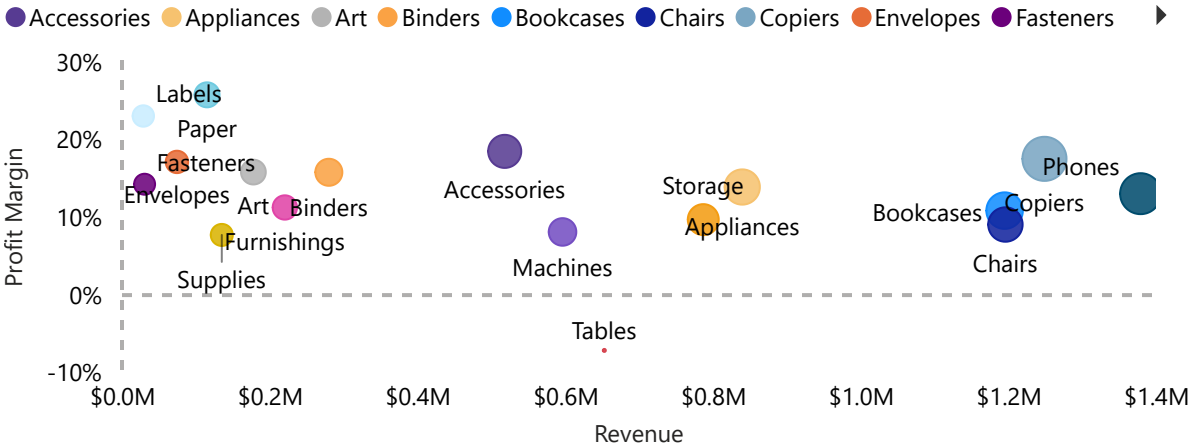 Accessories Appliances Art Binders Bookcases Chairs Copiers Envelopes Fasteners
30%
Labels
Paper
20%
Fasteners
Phones
Accessories
Storage
Envelopes
Art Binders
Copiers
Bookcases
10%
Appliances
Furnishings
Chairs
Machines
Supplies
0%
Tables
-10%
Profit Margin
$0.0M $0.2M $0.4M $0.6M $0.8M $1.0M $1.2M $1.4M
Revenue